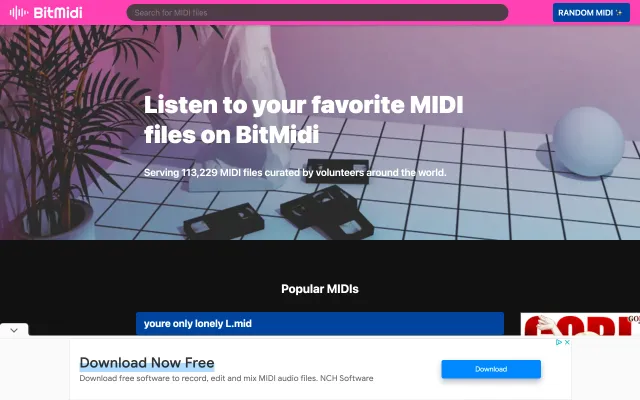 BitMidi
Search for MIDI files
RANDOM MIDI
Listen to your favorite MIDI
files on BitMidi
Serving 113,229 MIDI files curated by volunteers around the world.
Popular MIDIs
youre only lonely L.mid
Download Now Free
Download free software to record, edit and mix MIDI audio files. NCH Software
Download